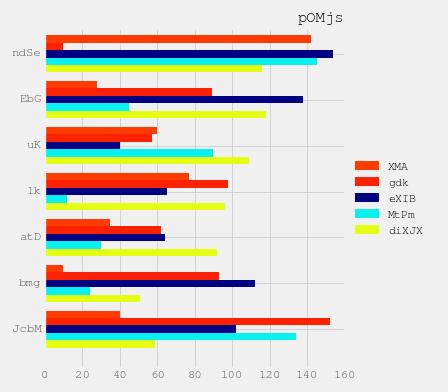 pOMjs
ndSe
EbG
uK
lk
atD
bmg
JcbM
XMA
gdk
eXIB
MtPm
diXJX
0 20 40 60 80 100 120 140 160